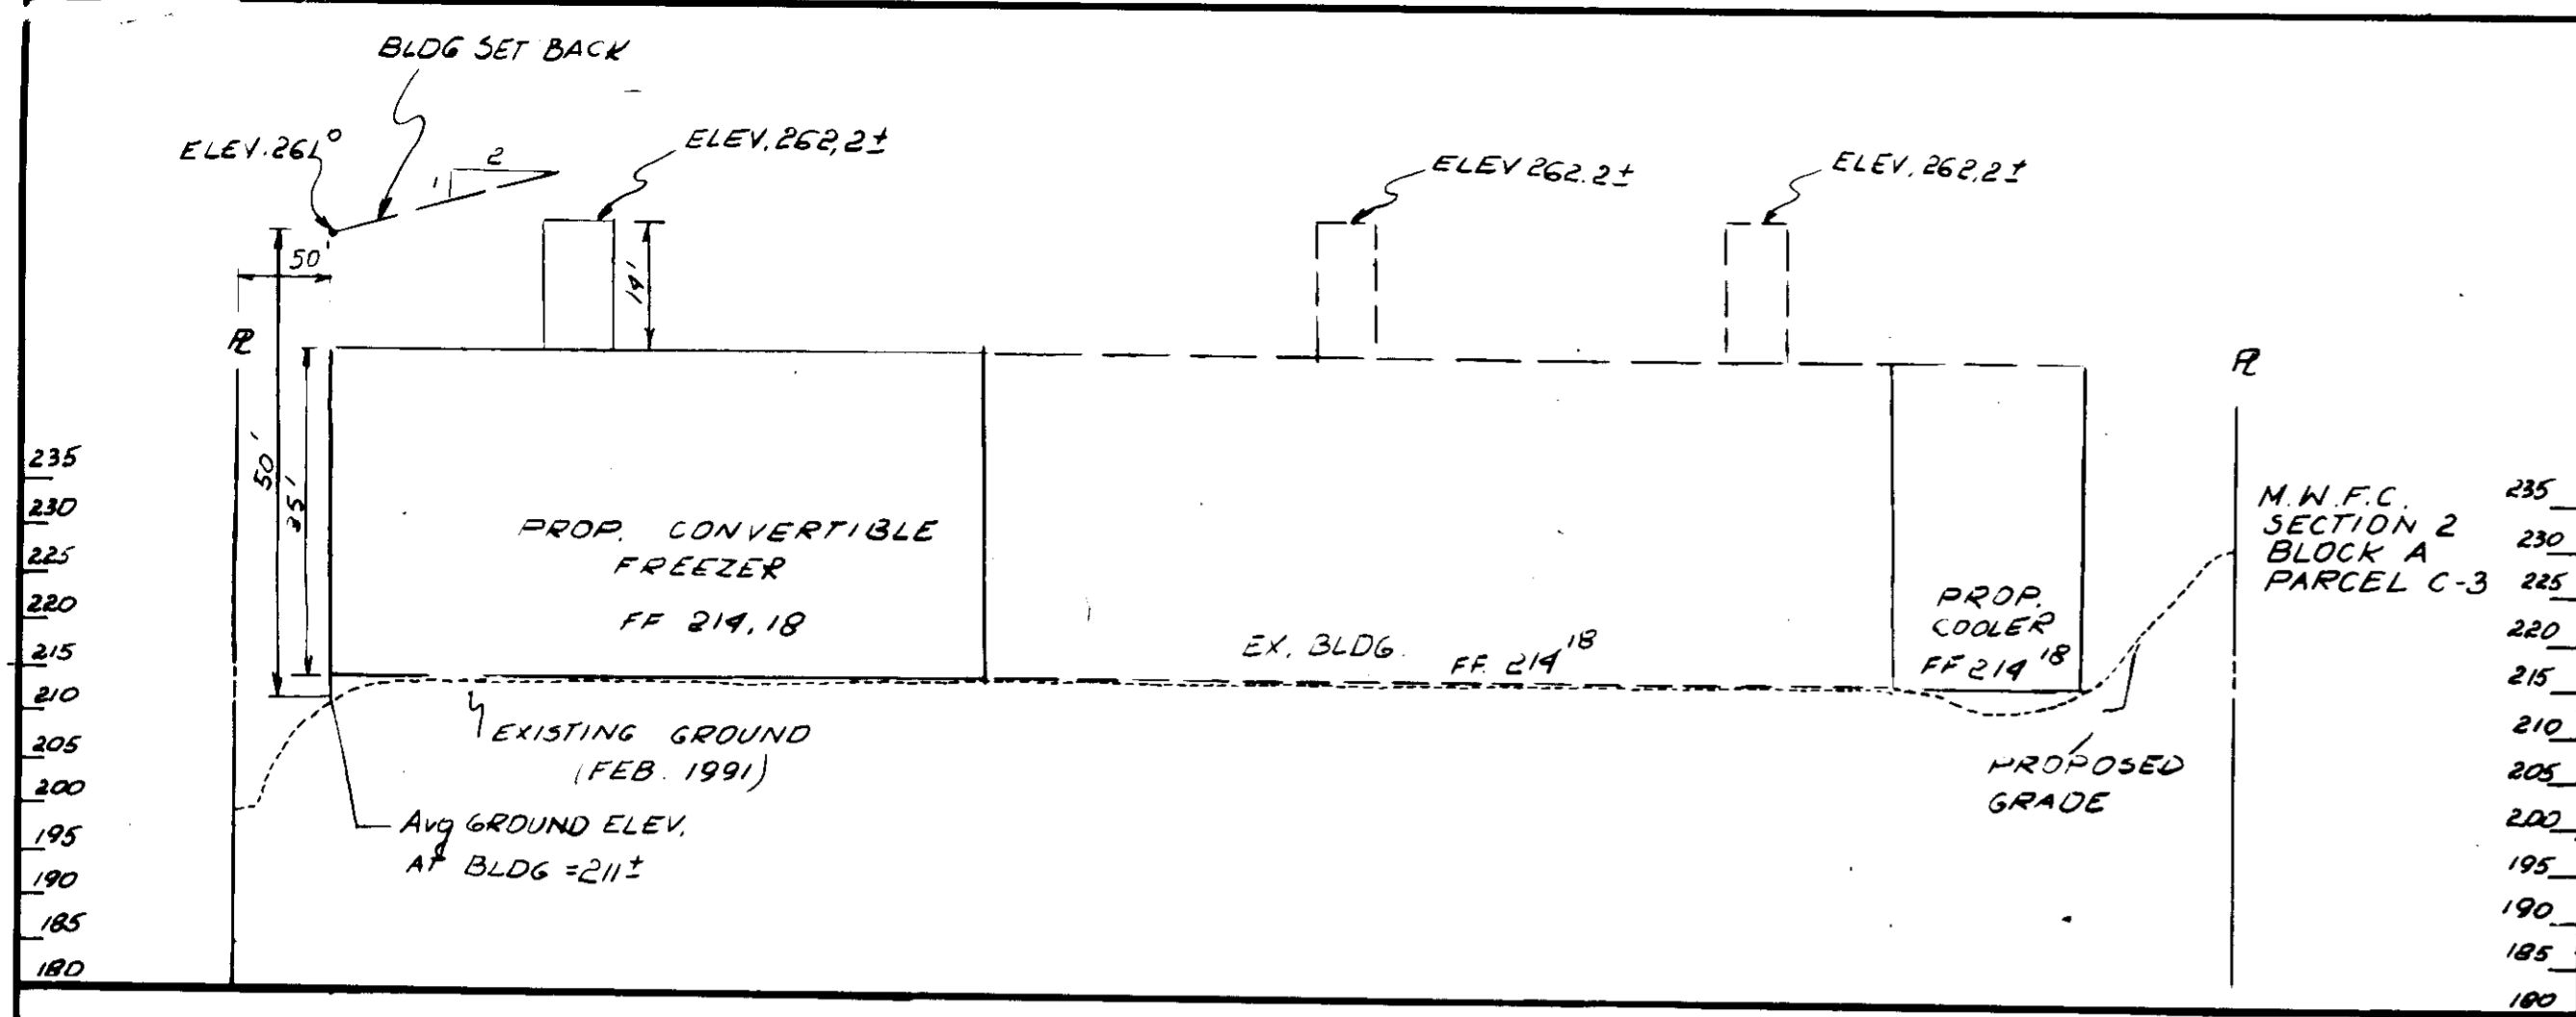 BLDG SET BACK
ELEV. 261.0
2
1
ELEV. 262.2±
ELEV 262.2±
ELEV. 262.2±
50'
14'
PL
PL
50'
35'
235
230
225
220
215
210
205
200
195
190
185
180
PROP. CONVERTIBLE
FREEZER
FF 214.18
EX. BLDG.
FF. 214 18
PROP.
COOLER
FF 214 18
M.W.F.C.
SECTION 2
BLOCK A
PARCEL C-3
235
230
225
220
215
210
205
200
195
190
185
180
EXISTING GROUND
(FEB. 1991)
PROPOSED
GRADE
Avg GROUND ELEV.
AT BLDG = 211±